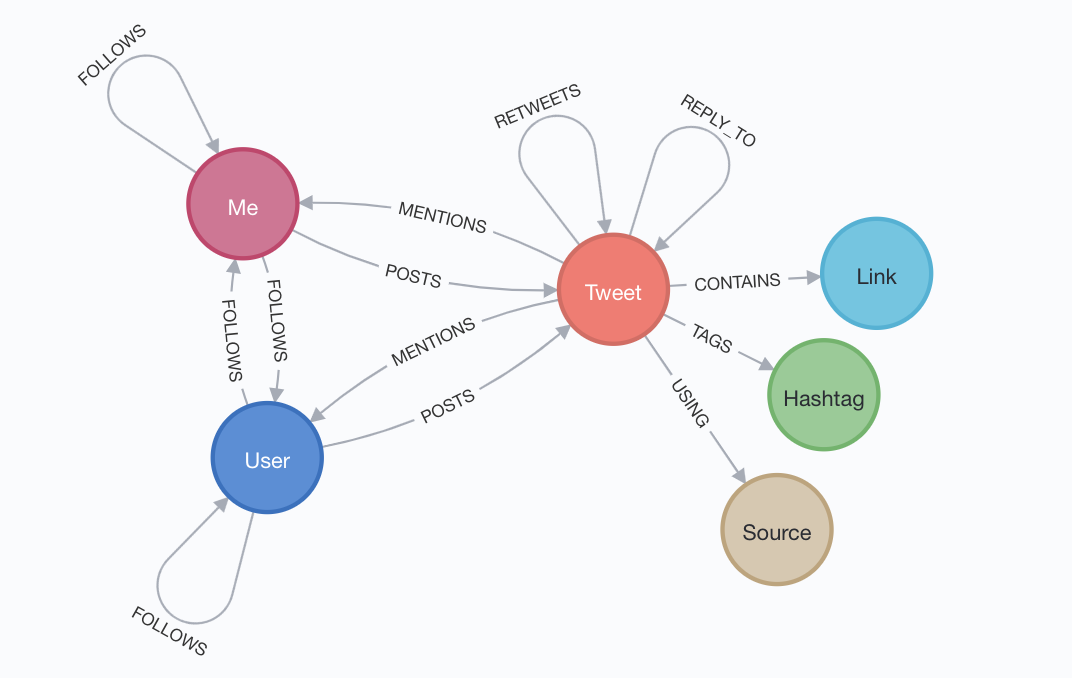 FOLLOWS
RETWEETS
REPLY_TO
Me
MENTIONS
POSTS
Tweet
CONTAINS
Link
FOLLOWS
FOLLOWS
MENTIONS
TAGS
POSTS
USING
Hashtag
User
Source
FOLLOWS